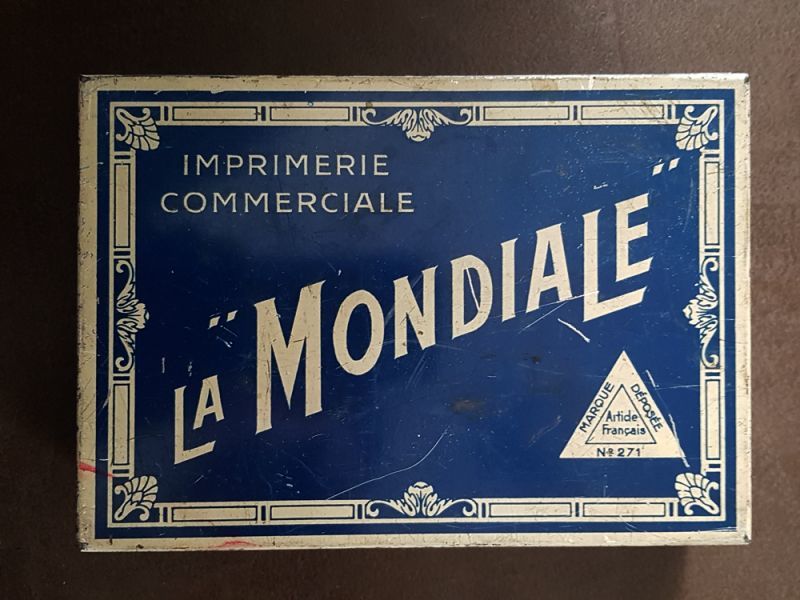 IMPRIMERIE
COMMERCIALE
LA "MONDIALE"
MARQUE DÉPOSÉE
Article
Français
No 271